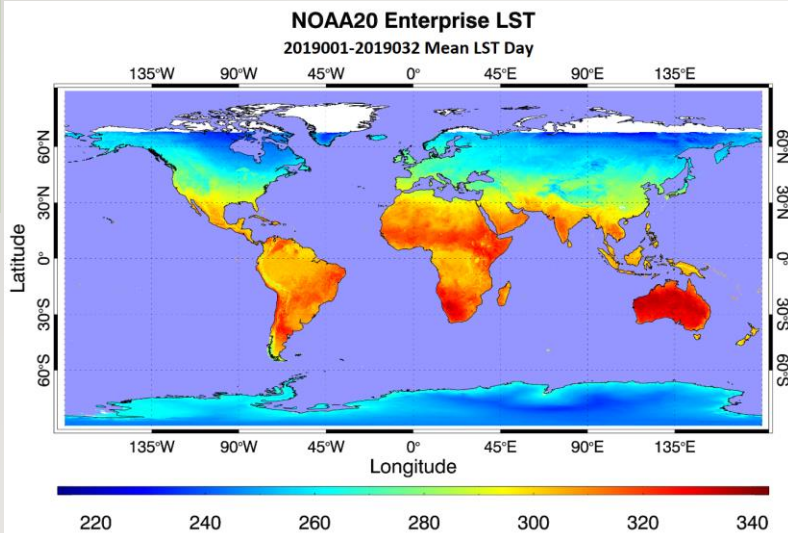 NOAA20 Enterprise LST
2019001-2019032 Mean LST Day
135°W 90°W 45°W 0° 45°E 90°E 135°E
60°N 60°N
30°N 30°N
0° 0°
30°S 30°S
60°S 60°S
Latitude
135°W 90°W 45°W 0° 45°E 90°E 135°E
Longitude
220 240 260 280 300 320 340